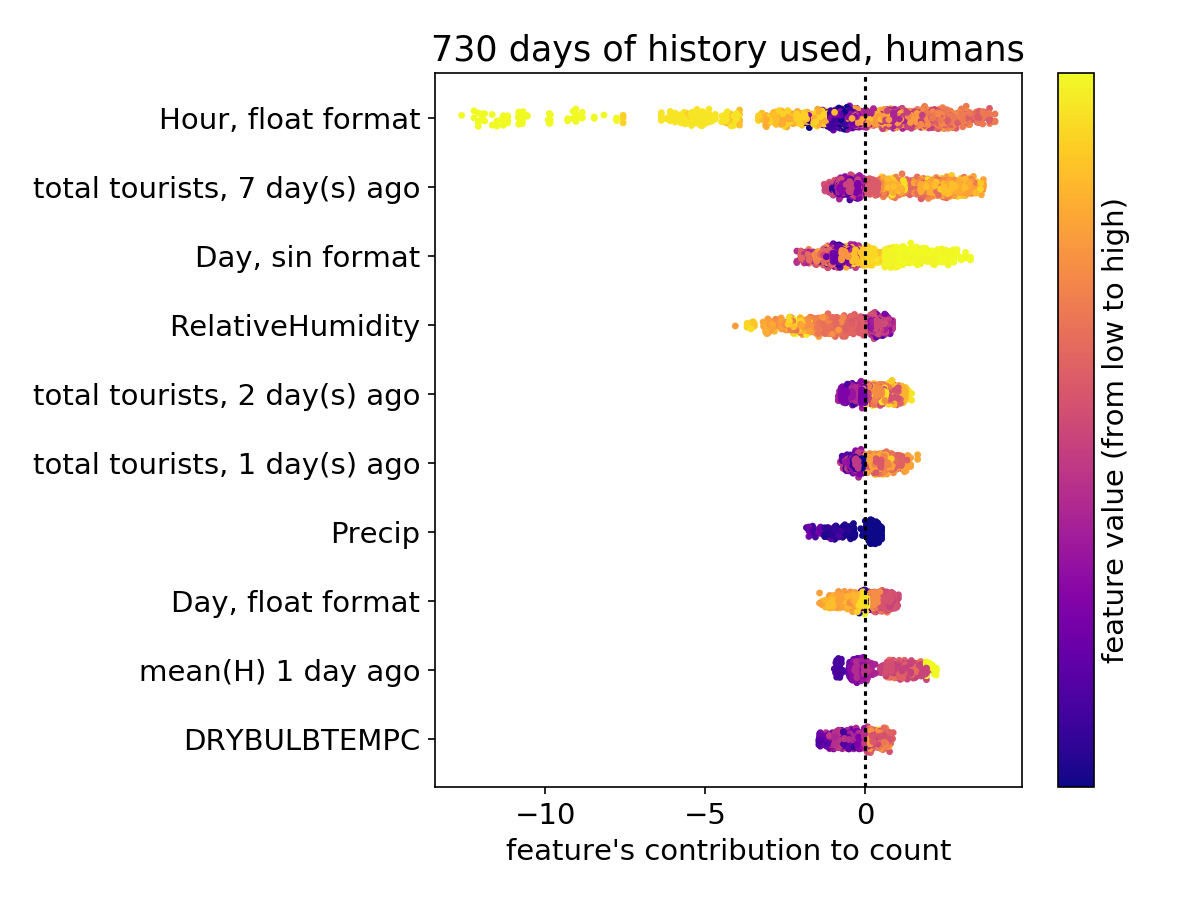 730 days of history used, humans
Hour, float format
total tourists, 7 day(s) ago
Day, sin format
RelativeHumidity
total tourists, 2 day(s) ago
total tourists, 1 day(s) ago
Precip
Day, float format
mean(H) 1 day ago
DRYBULBTEMPC
−10
−5
0
feature's contribution to count
feature value (from low to high)